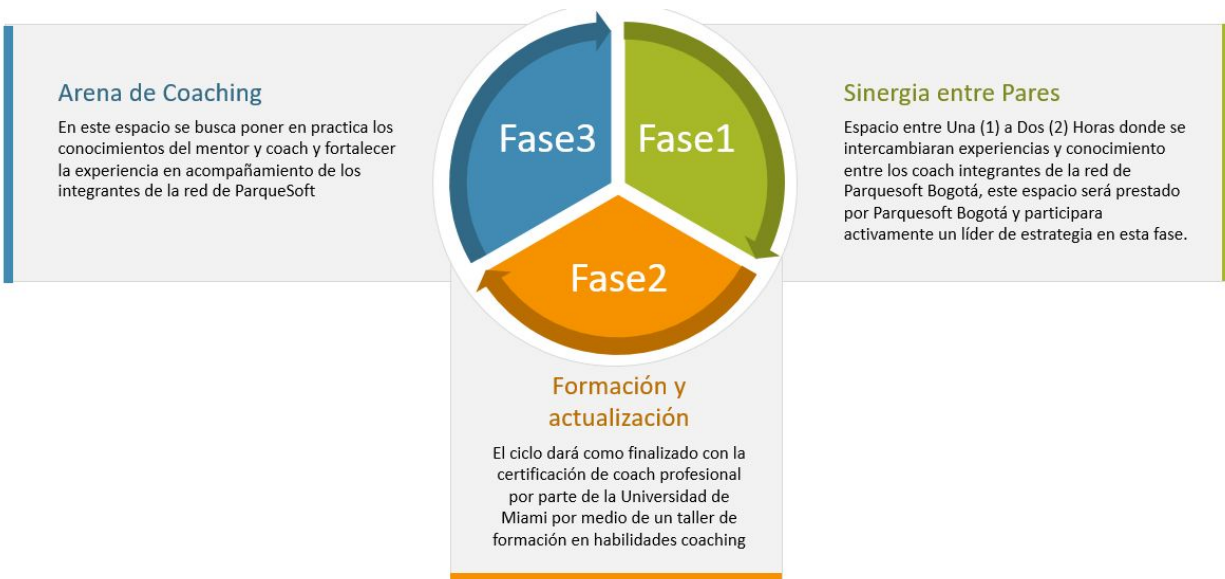 Arena de Coaching
En este espacio se busca poner en practica los
conocimientos del mentor y coach y fortalecer
la experiencia en acompañamiento de los
integrantes de la red de ParqueSoft
Fase3
Fase1
Sinergia entre Pares
Espacio entre Una (1) a Dos (2) Horas donde se
intercambiaran experiencias y conocimiento
entre los coach integrantes de la red de
Parquesoft Bogotá, este espacio será prestado
por Parquesoft Bogotá y participara
activamente un líder de estrategia en esta fase.
Fase2
Formación y
actualización
El ciclo dará como finalizado con la
certificación de coach profesional
por parte de la Universidad de
Miami por medio de un taller de
formación en habilidades coaching